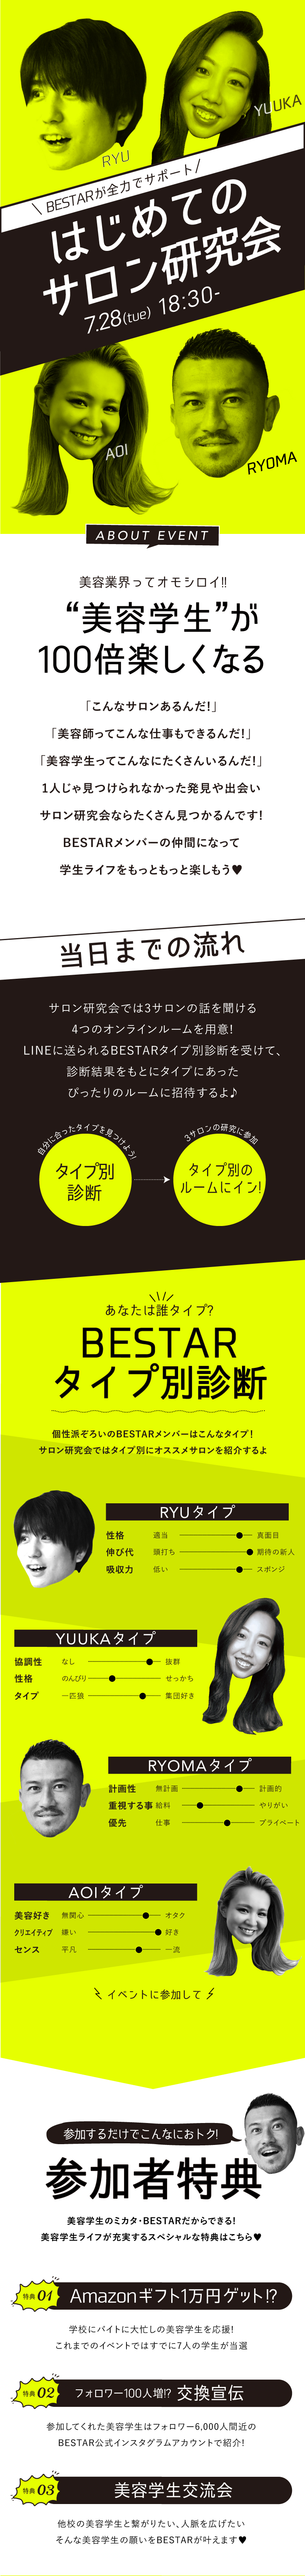 YUUKA
RYU
\ BESTARが全力でサポート /
はじめての
サロン研究会
7.28(tue) 18:30-
AOI
RYOMA
ABOUT EVENT
美容業界ってオモシロイ!!
“美容学生”が
100倍楽しくなる
「こんなサロンあるんだ！」
「美容師ってこんな仕事もできるんだ！」
「美容学生ってこんなにたくさんいるんだ！」
1人じゃ見つけられなかった発見や出会い
サロン研究会ならたくさん見つかるんです！
BESTARメンバーの仲間になって
学生ライフをもっともっと楽しもう♥
当日までの流れ
サロン研究会では3サロンの話を聞ける
4つのオンラインルームを用意！
LINEに送られるBESTARタイプ別診断を受けて、
診断結果をもとにタイプにあった
ぴったりのルームに招待するよ♪
自分に合ったタイプを見つけよう！
タイプ別
診断
3サロンの研究に参加
タイプ別の
ルームにイン！
あなたは誰タイプ？
BESTAR
タイプ別診断
個性派ぞろいのBESTARメンバーはこんなタイプ！
サロン研究会ではタイプ別にオススメサロンを紹介するよ
RYUタイプ
性格 適当 真面目
伸び代 頭打ち 期待の新人
吸収力 低い スポンジ
YUUKAタイプ
協調性 なし 抜群
性格 のんびり せっかち
タイプ 一匹狼 集団好き
RYOMAタイプ
計画性 無計画 計画的
重視する事 給料 やりがい
優先 仕事 プライベート
AOIタイプ
美容好き 無関心 オタク
クリエイティブ 嫌い 好き
センス 平凡 一流
イベントに参加して
参加するだけでこんなにおトク！
参加者特典
美容学生のミカタ・BESTARだからできる！
美容学生ライフが充実するスペシャルな特典はこちら♥
特典01 Amazonギフト1万円ゲット!?
学校にバイトに大忙しの美容学生を応援！
これまでのイベントではすでに7人の学生が当選
特典02 フォロワー100人増!? 交換宣伝
参加してくれた美容学生はフォロワー6,000人間近の
BESTAR公式インスタグラムアカウントで紹介！
特典03 美容学生交流会
他校の美容学生と繋がりたい、人脈を広げたい
そんな美容学生の願いをBESTARが叶えます♥